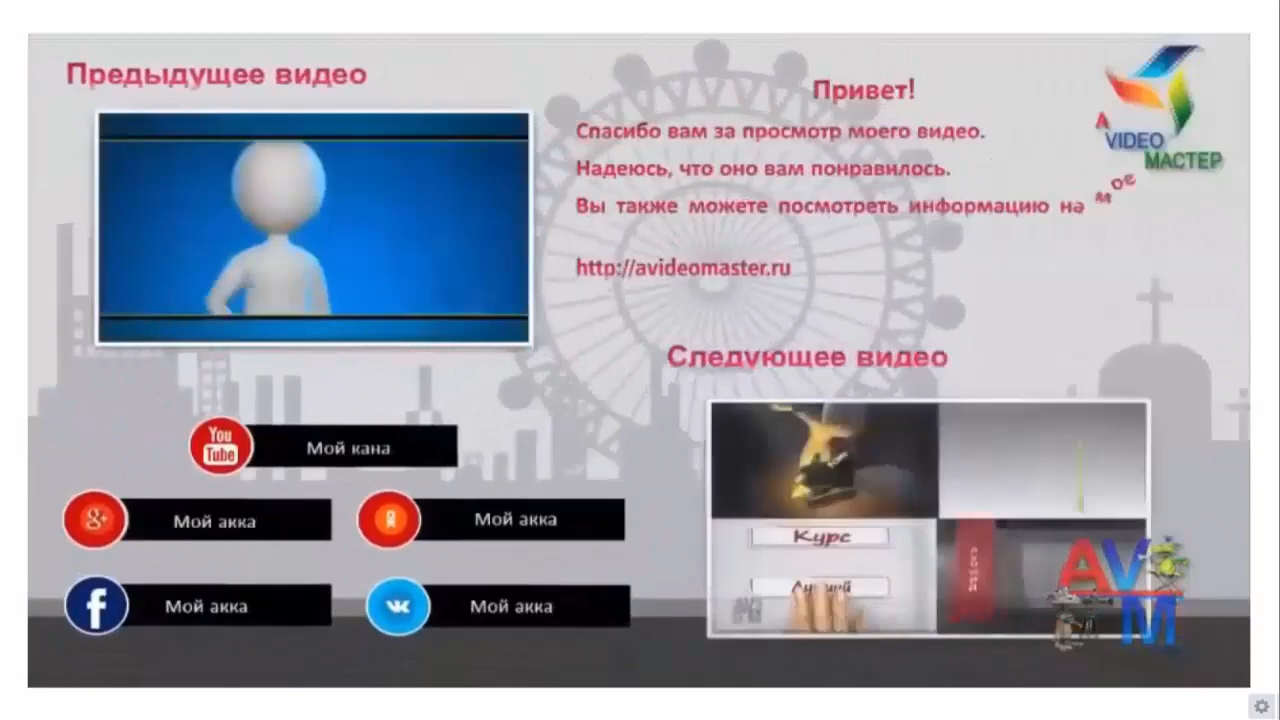 Предыдущее видео
Привет!
Спасибо вам за просмотр моего видео.
Надеюсь, что оно вам понравилось.
Вы также можете посмотреть информацию на мое
http://avideomaster.ru
А
VIDEO
МАСТЕР
Следующее видео
You
Tube
Мой кана
g+
Мой акка
Мой акка
f
Мой акка
Мой акка
Курс
AV
M